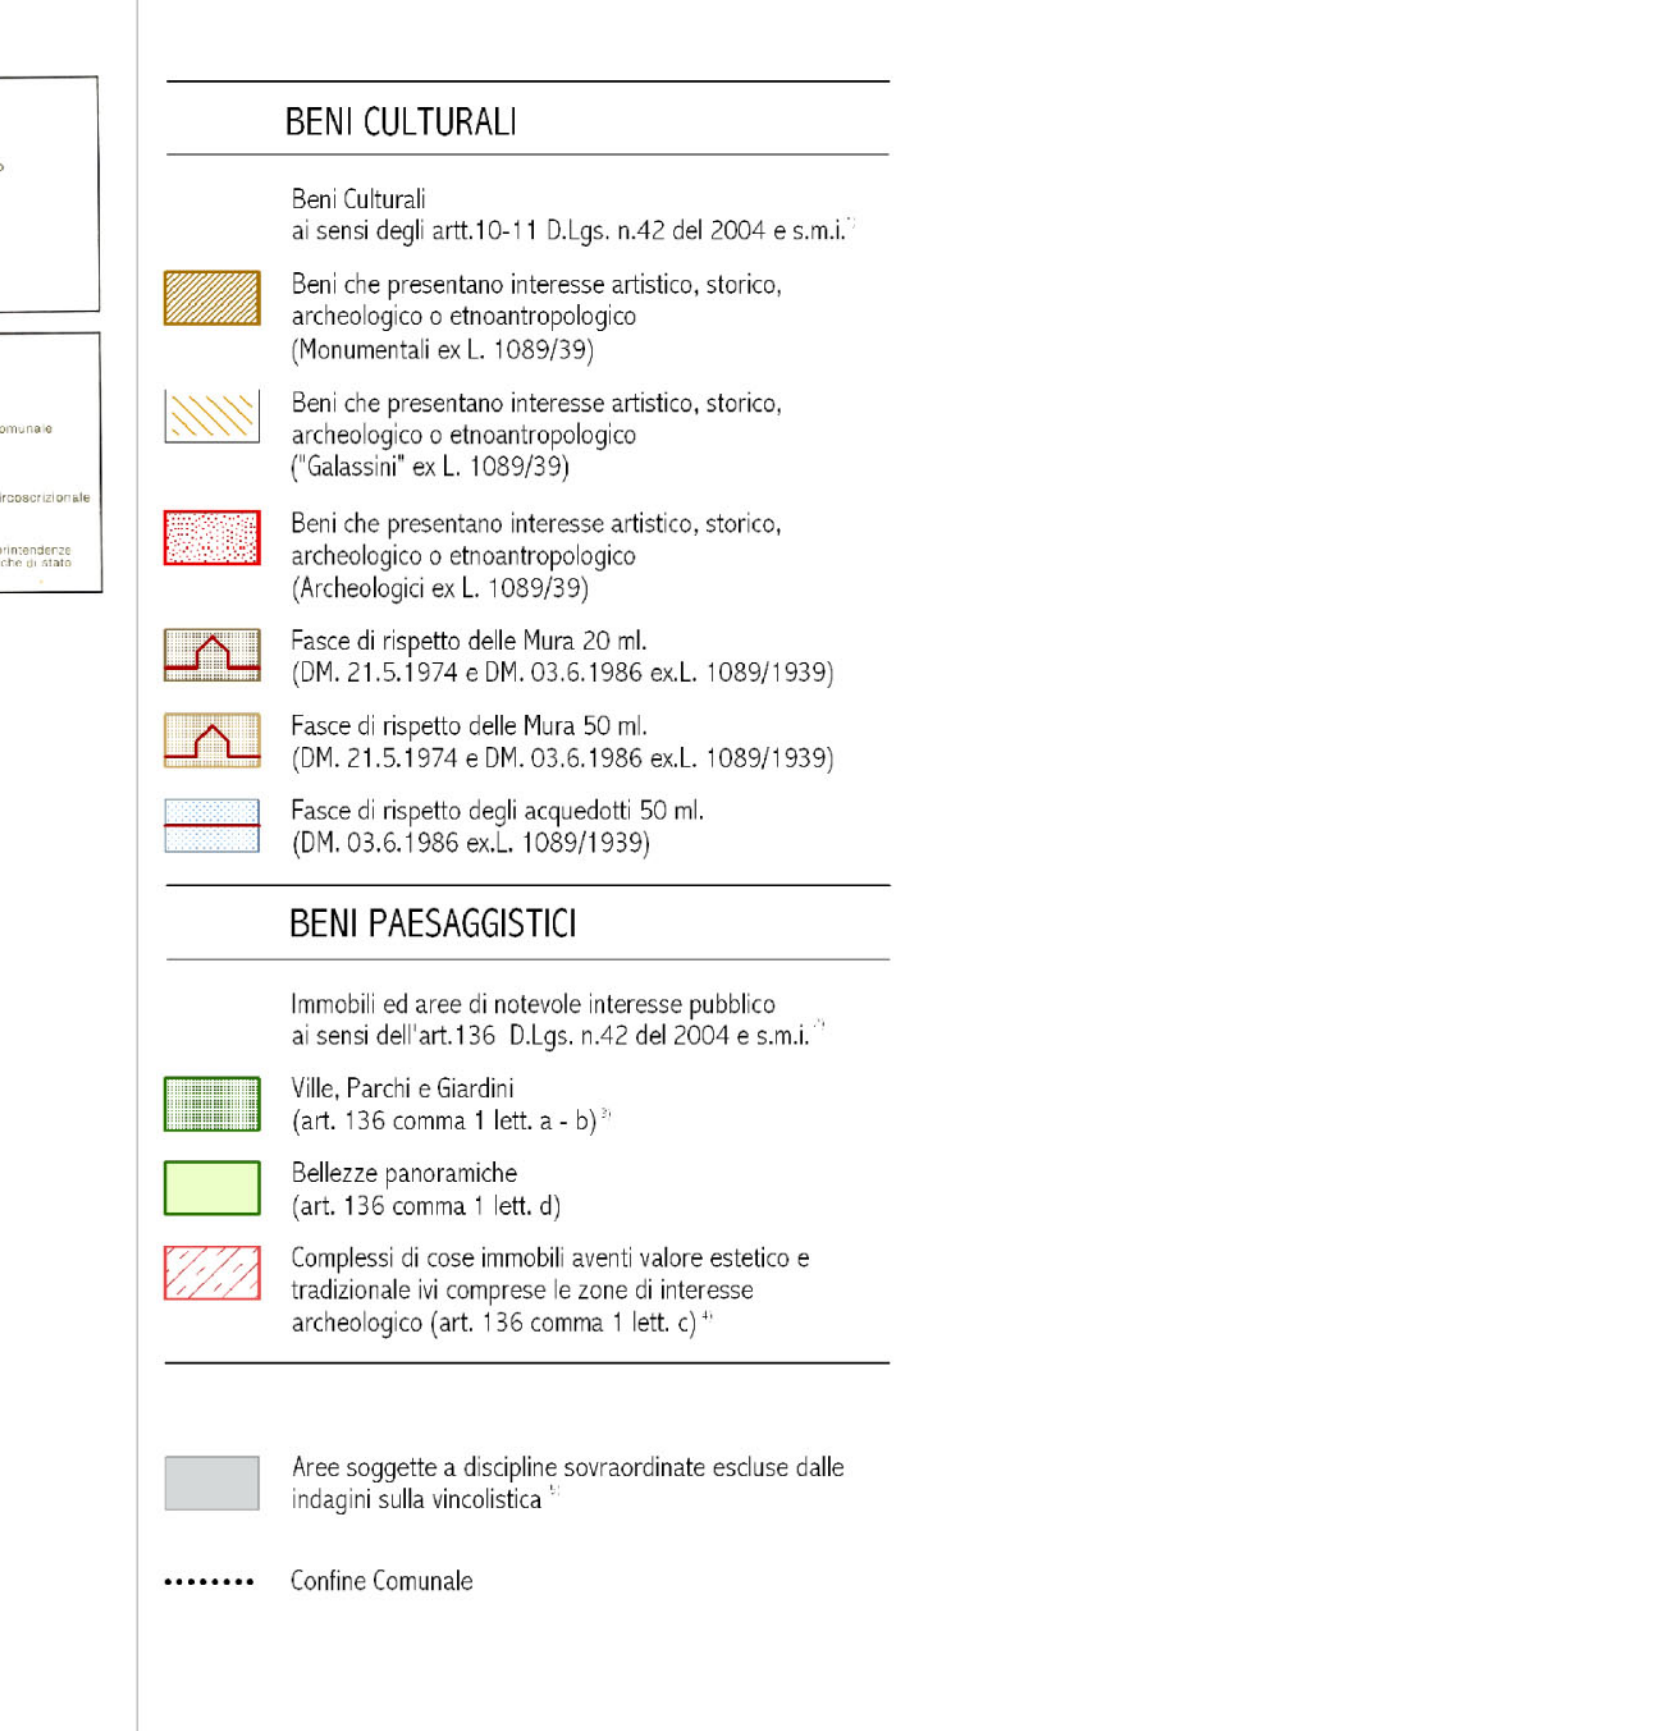 omunale
ircoscrizionale
rintendenze
che di stato
BENI CULTURALI
Beni Culturali
ai sensi degli artt.10-11 D.Lgs. n.42 del 2004 e s.m.i.
Beni che presentano interesse artistico, storico,
archeologico o etnoantropologico
(Monumentali ex L. 1089/39)
Beni che presentano interesse artistico, storico,
archeologico o etnoantropologico
("Galassini" ex L. 1089/39)
Beni che presentano interesse artistico, storico,
archeologico o etnoantropologico
(Archeologici ex L. 1089/39)
Fasce di rispetto delle Mura 20 ml.
(DM. 21.5.1974 e DM. 03.6.1986 ex.L. 1089/1939)
Fasce di rispetto delle Mura 50 ml.
(DM. 21.5.1974 e DM. 03.6.1986 ex.L. 1089/1939)
Fasce di rispetto degli acquedotti 50 ml.
(DM. 03.6.1986 ex.L. 1089/1939)
BENI PAESAGGISTICI
Immobili ed aree di notevole interesse pubblico
ai sensi dell'art.136 D.Lgs. n.42 del 2004 e s.m.i.
Ville, Parchi e Giardini
(art. 136 comma 1 lett. a - b) 3)
Bellezze panoramiche
(art. 136 comma 1 lett. d)
Complessi di cose immobili aventi valore estetico e
tradizionale ivi comprese le zone di interesse
archeologico (art. 136 comma 1 lett. c) 4)
Aree soggette a discipline sovraordinate escluse dalle
indagini sulla vincolistica
Confine Comunale